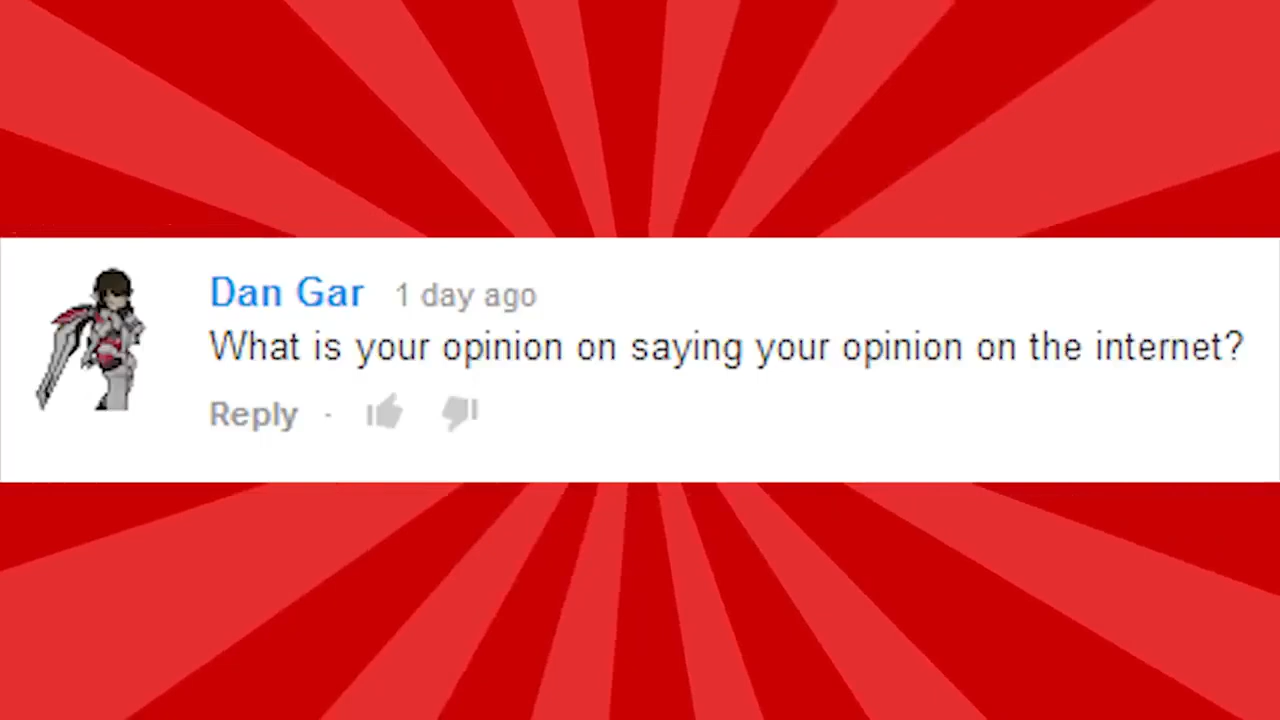 Dan Gar 1 day ago
What is your opinion on saying your opinion on the internet?
Reply ·